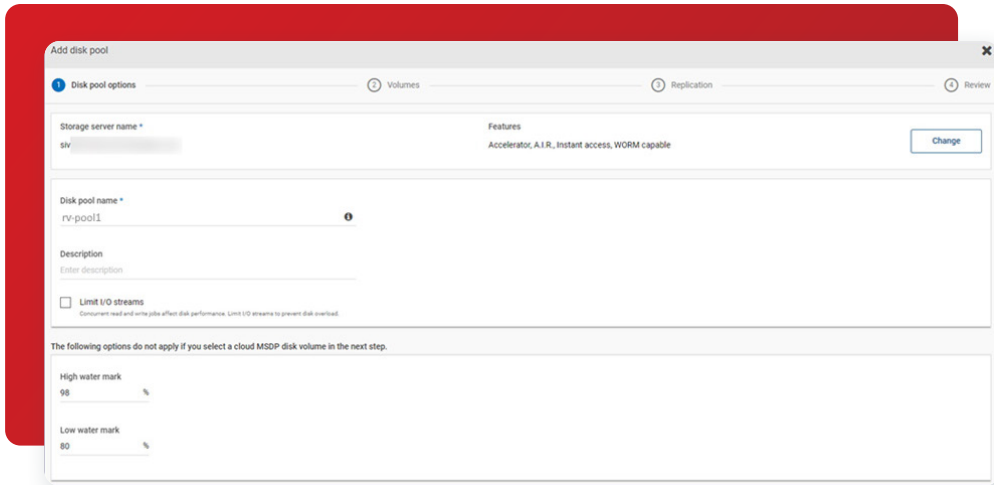 Add disk pool
1 Disk pool options 2 Volumes 3 Replication 4 Review
Storage server name *
siv
Features
Accelerator, A.I.R., Instant access, WORM capable
Change
Disk pool name *
rv-pool1
Description
Enter description
Limit I/O streams
Concurrent read and write jobs affect disk performance. Limit I/O streams to prevent disk overload.
The following options do not apply if you select a cloud MSDP disk volume in the next step.
High water mark
98 %
Low water mark
80 %